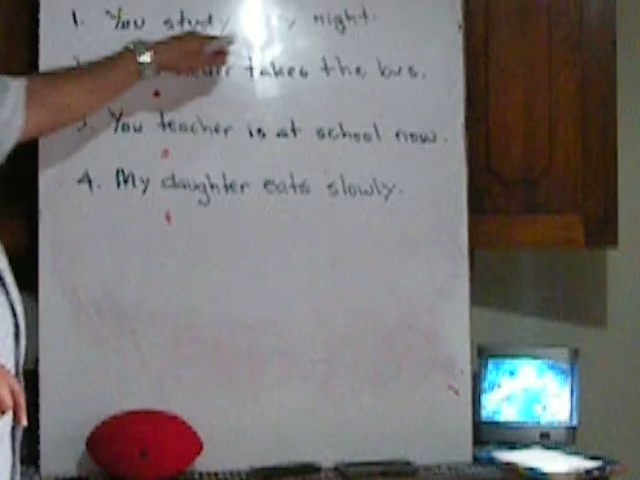 1. You study night.
takes the bus.
3. You teacher is at school now.
4. My daughter eats slowly.